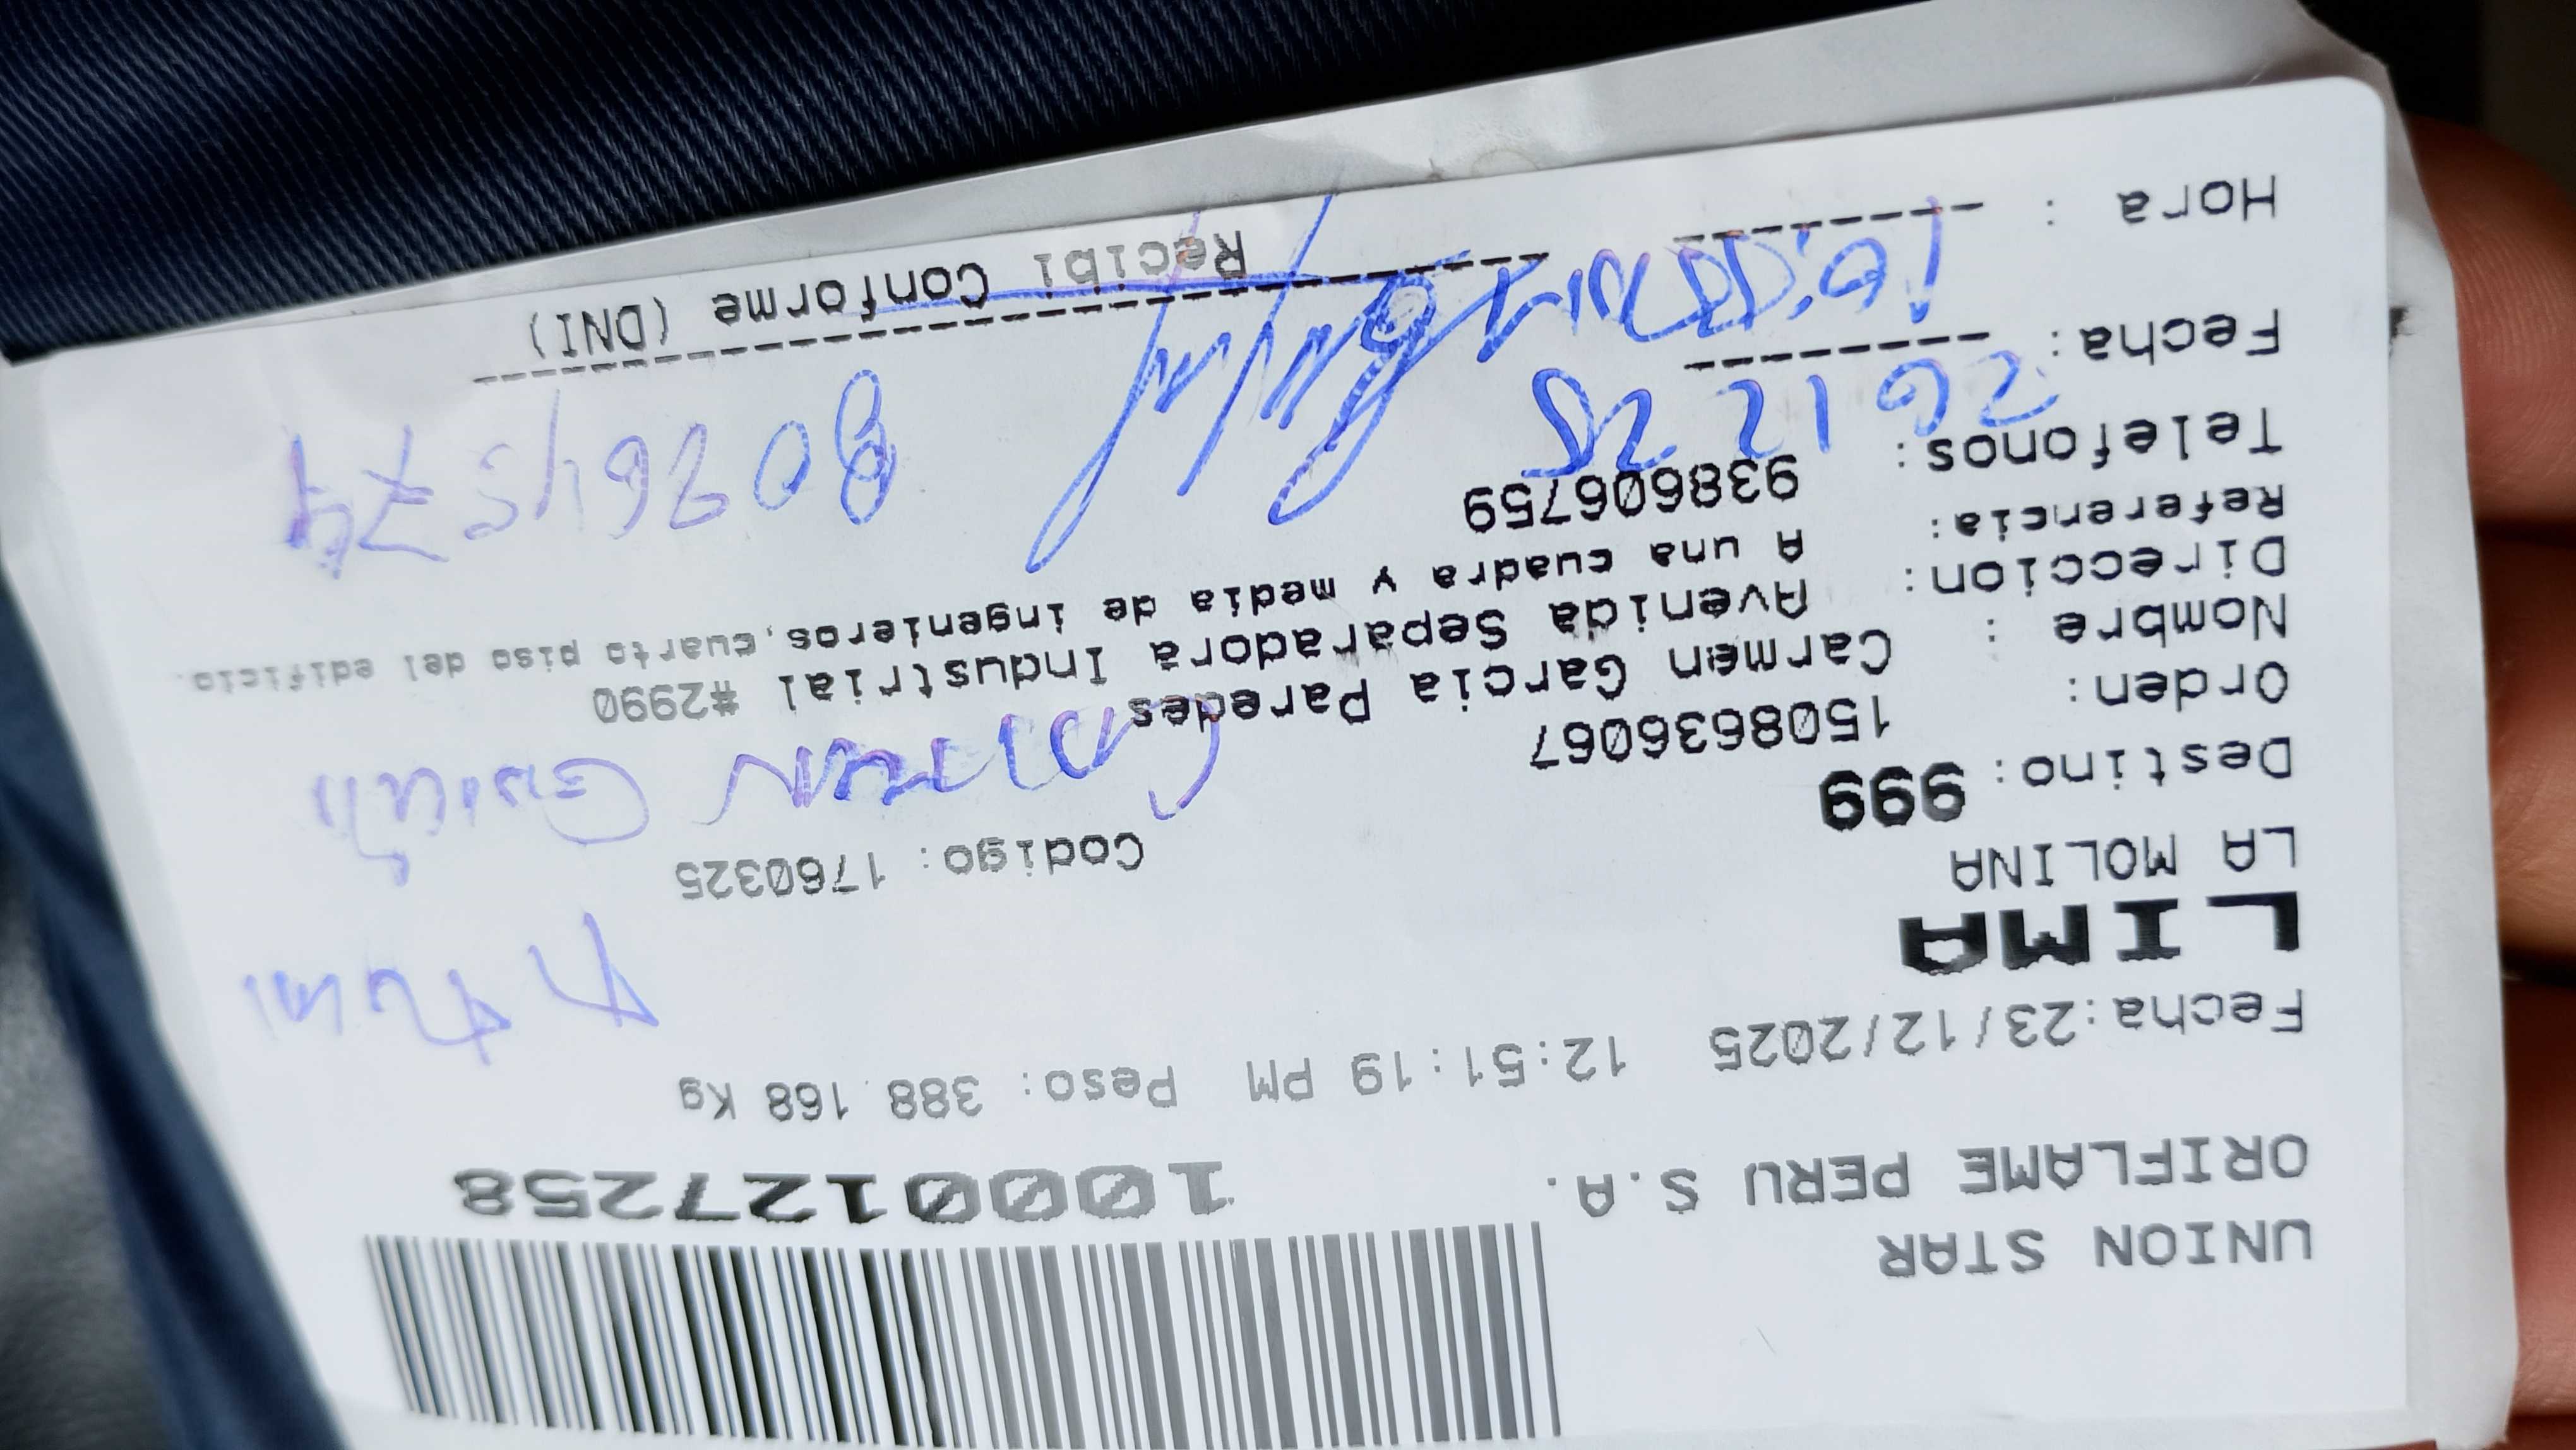 UNION STAR
ORIFLAME PERU S.A.
1000127258
Fecha:23/12/2025 12:51:19 PM Peso: 388.168 Kg
LIMA
LA MOLINA
Codigo: 1760325
Destino: 999
Orden: 1508636067
Carmen García
Nombre : Carmen Garcia Paredes
Direccion: Avenida Separadora Industrial #2990
Referencia: A una cuadra y media de ingenieros,cuarto piso del edificio.
Telefonos: 938606759
Fecha: 26 12 25
Hora :
Recibi Conforme (DNI)